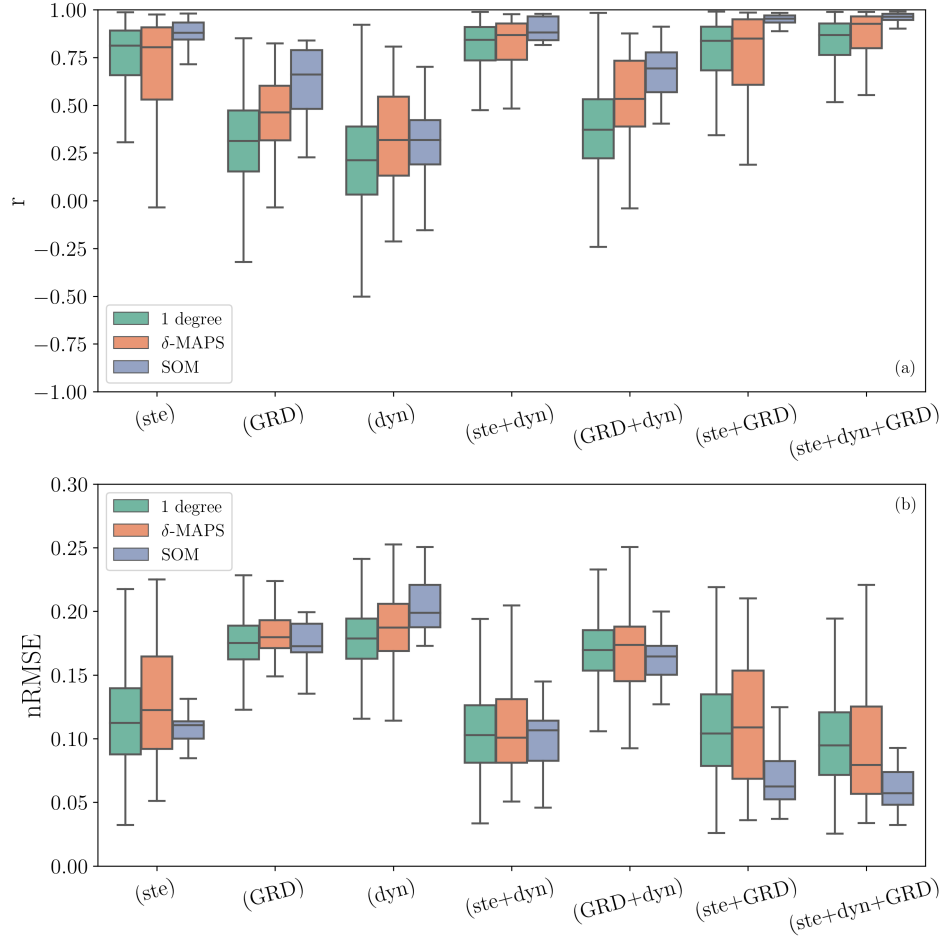 1.00
0.75
0.50
0.25
0.00
−0.25
−0.50
−0.75
−1.00
r
1 degree
δ-MAPS
SOM
(a)
(ste)
(GRD)
(dyn)
(ste+dyn)
(GRD+dyn)
(ste+GRD)
(ste+dyn+GRD)
0.30
0.25
0.20
0.15
0.10
0.05
0.00
nRMSE
1 degree
δ-MAPS
SOM
(b)
(ste)
(GRD)
(dyn)
(ste+dyn)
(GRD+dyn)
(ste+GRD)
(ste+dyn+GRD)